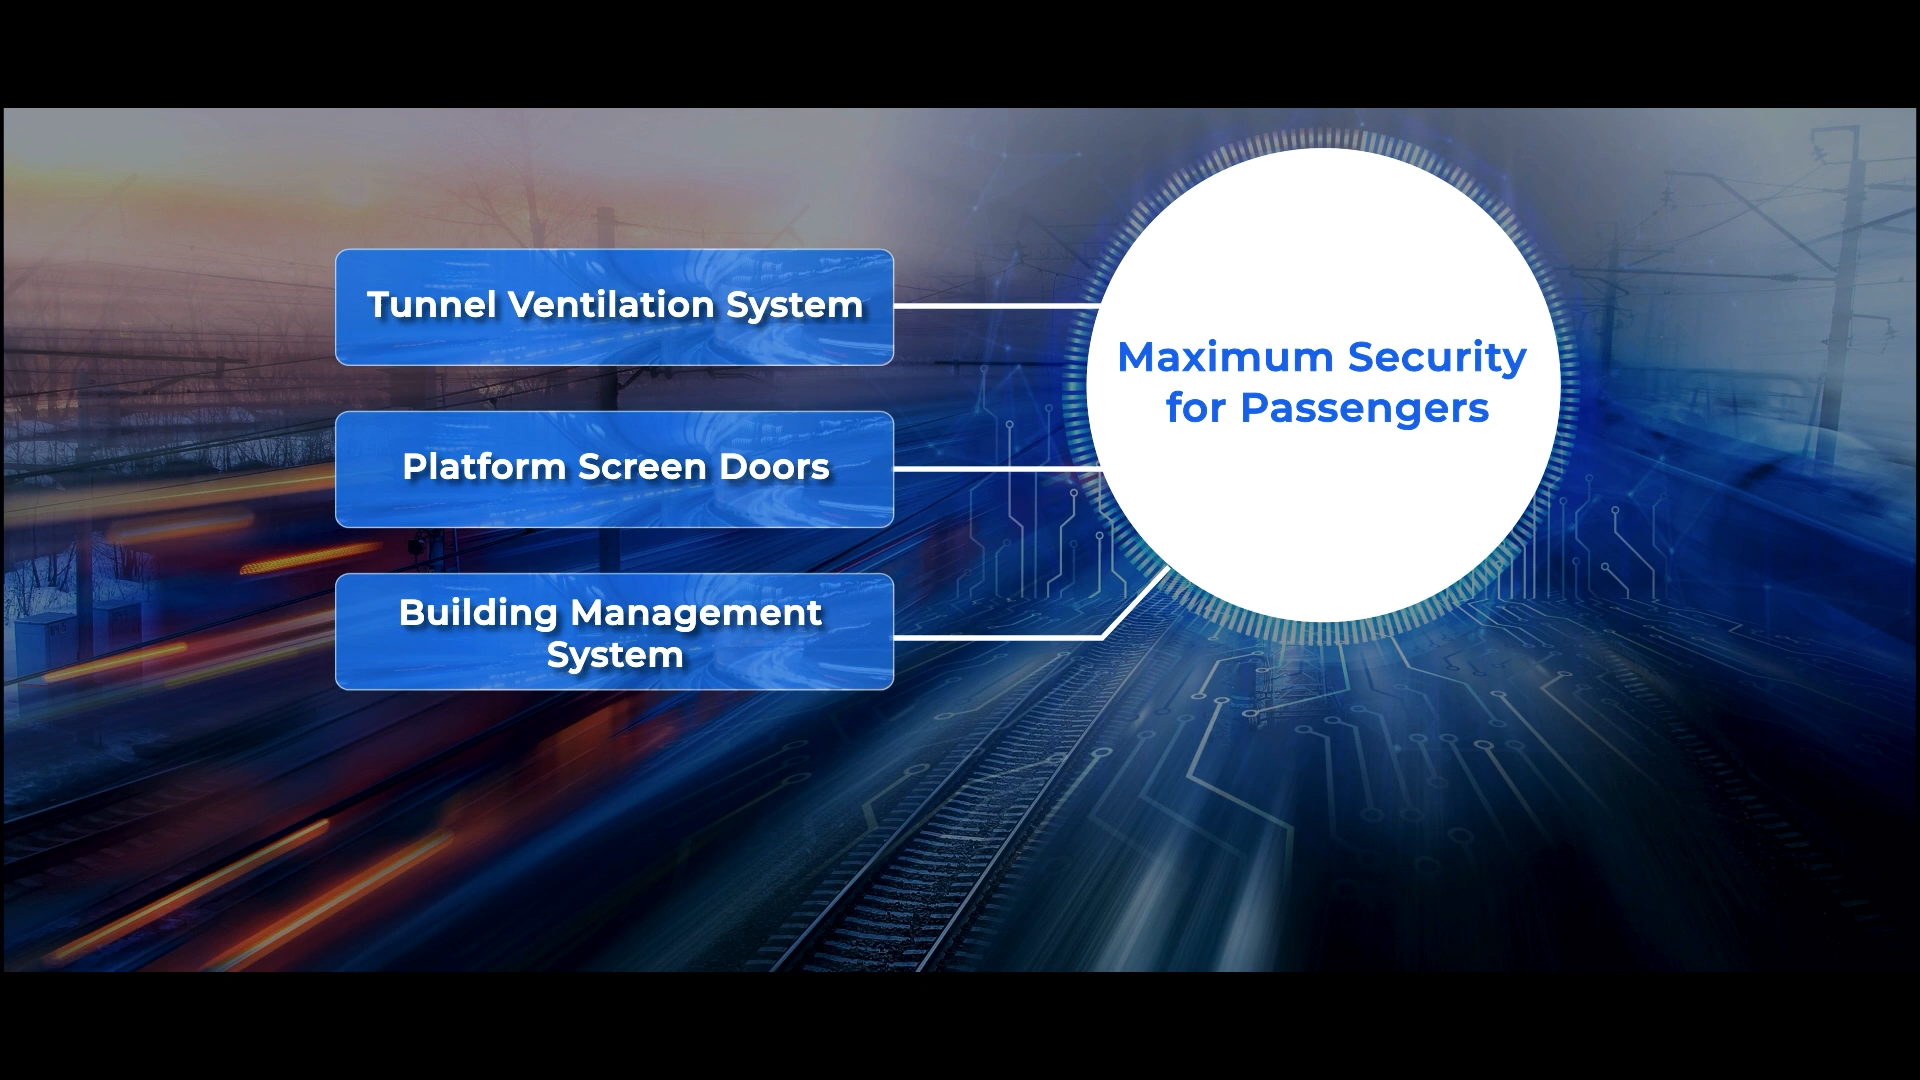 Tunnel Ventilation System
Platform Screen Doors
Building Management
System
Maximum Security
for Passengers